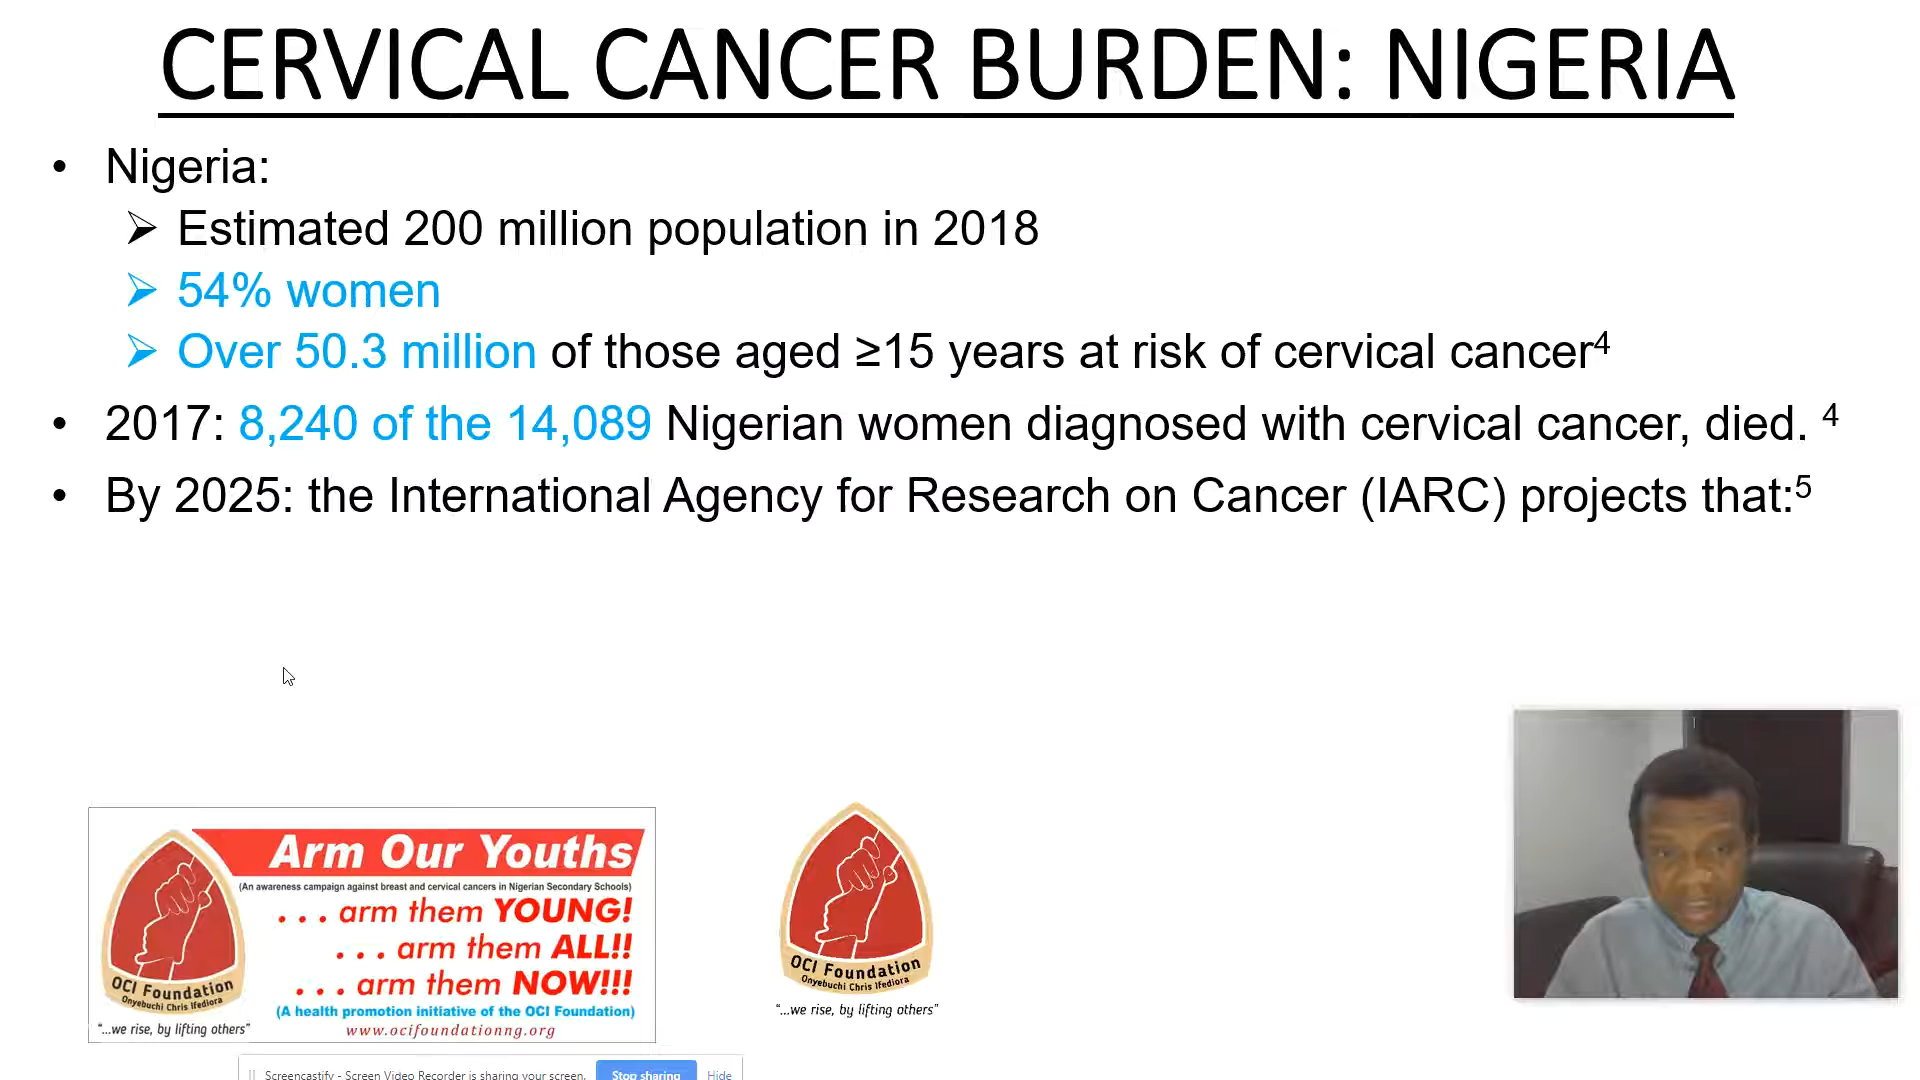 CERVICAL CANCER BURDEN: NIGERIA
• Nigeria:
➢ Estimated 200 million population in 2018
➢ 54% women
➢ Over 50.3 million of those aged ≥15 years at risk of cervical cancer⁴
• 2017: 8,240 of the 14,089 Nigerian women diagnosed with cervical cancer, died. ⁴
• By 2025: the International Agency for Research on Cancer (IARC) projects that:⁵
Arm Our Youths
(An awareness campaign against breast and cervical cancers in Nigerian Secondary Schools)
. . . arm them YOUNG!
. . . arm them ALL!!
. . . arm them NOW!!!
(A health promotion initiative of the OCI Foundation)
www.ocifoundationng.org
OCI Foundation
Onyebuchi Chris Ifediora
"...we rise, by lifting others"
OCI Foundation
Onyebuchi Chris Ifediora
"...we rise, by lifting others"
Screencastify - Screen Video Recorder is sharing your screen. Stop sharing Hide